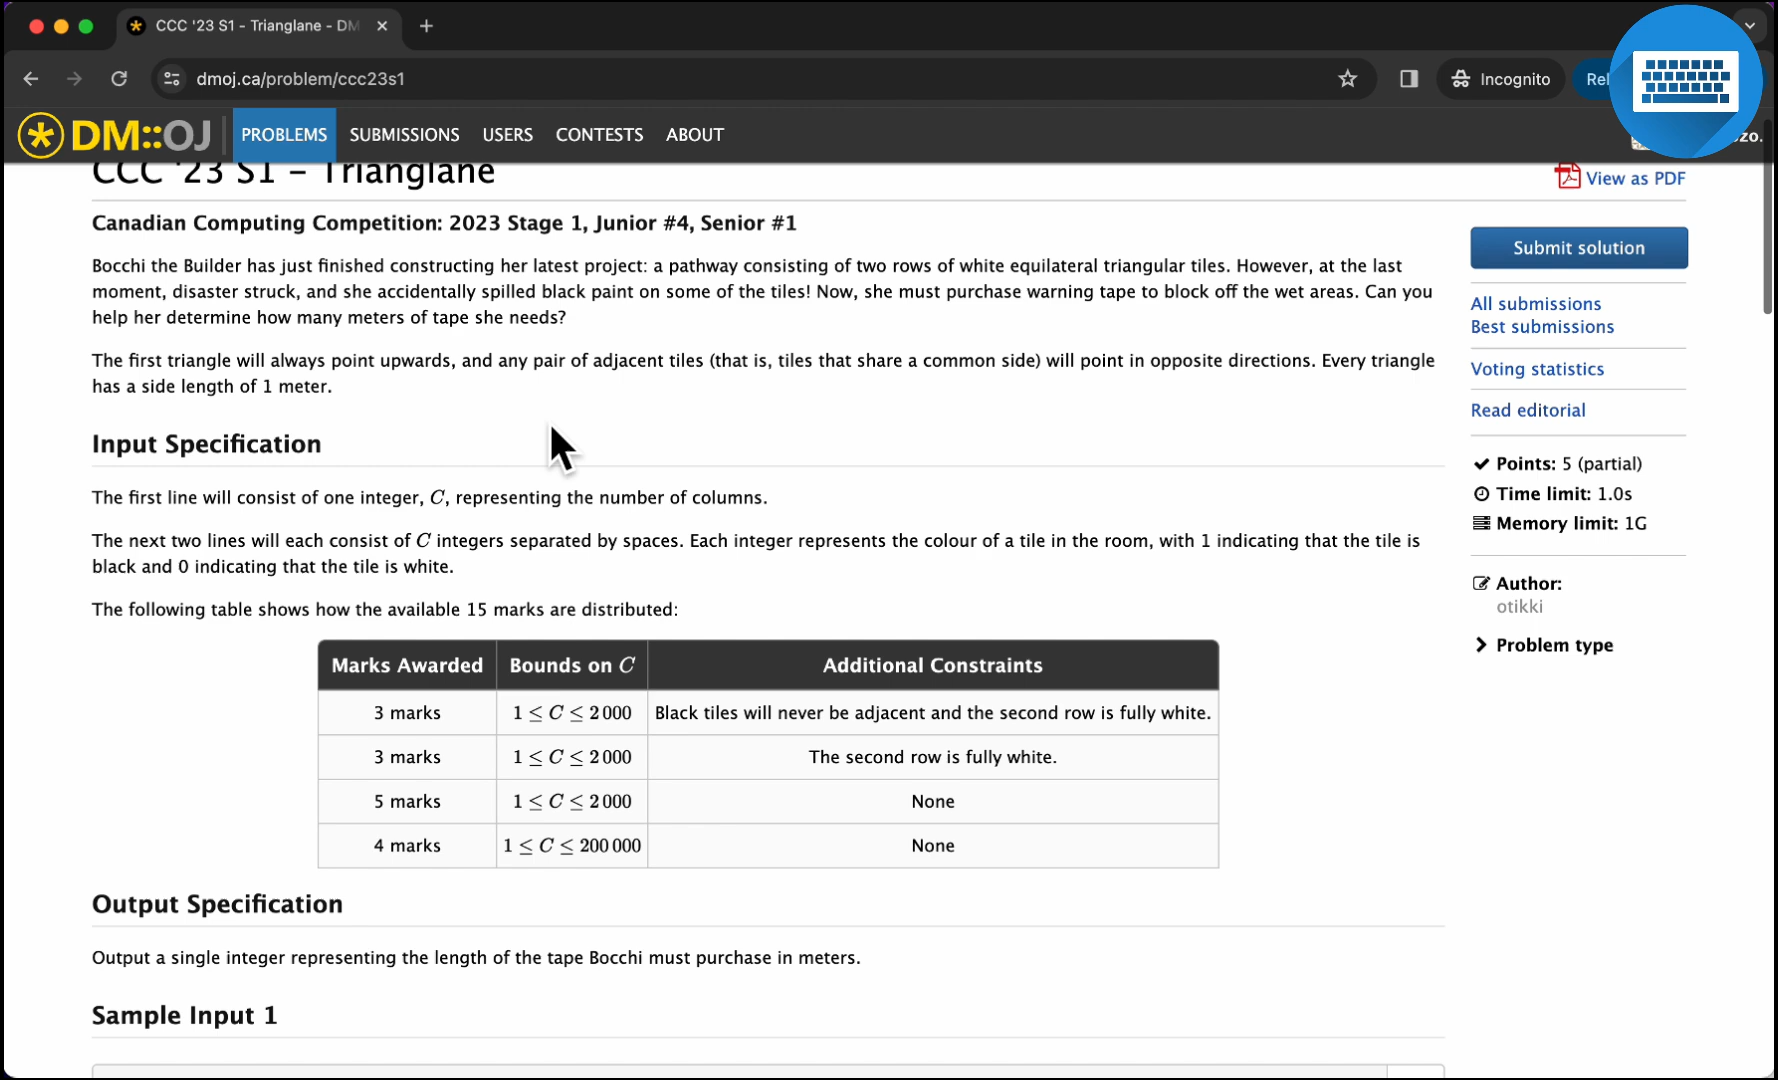 CCC '23 S1 - Trianglane - DM
dmoj.ca/problem/ccc23s1
Incognito
Rel
DM::OJ
PROBLEMS
SUBMISSIONS
USERS
CONTESTS
ABOUT
zo.
CCC '23 S1 - Trianglane
View as PDF
Canadian Computing Competition: 2023 Stage 1, Junior #4, Senior #1
Bocchi the Builder has just finished constructing her latest project: a pathway consisting of two rows of white equilateral triangular tiles. However, at the last
moment, disaster struck, and she accidentally spilled black paint on some of the tiles! Now, she must purchase warning tape to block off the wet areas. Can you
help her determine how many meters of tape she needs?
The first triangle will always point upwards, and any pair of adjacent tiles (that is, tiles that share a common side) will point in opposite directions. Every triangle
has a side length of 1 meter.
Input Specification
The first line will consist of one integer, C, representing the number of columns.
The next two lines will each consist of C integers separated by spaces. Each integer represents the colour of a tile in the room, with 1 indicating that the tile is
black and 0 indicating that the tile is white.
The following table shows how the available 15 marks are distributed:
Marks Awarded Bounds on C Additional Constraints
3 marks 1 ≤ C ≤ 2 000 Black tiles will never be adjacent and the second row is fully white.
3 marks 1 ≤ C ≤ 2 000 The second row is fully white.
5 marks 1 ≤ C ≤ 2 000 None
4 marks 1 ≤ C ≤ 200 000 None
Output Specification
Output a single integer representing the length of the tape Bocchi must purchase in meters.
Sample Input 1
Submit solution
All submissions
Best submissions
Voting statistics
Read editorial
Points: 5 (partial)
Time limit: 1.0s
Memory limit: 1G
Author:
otikki
Problem type